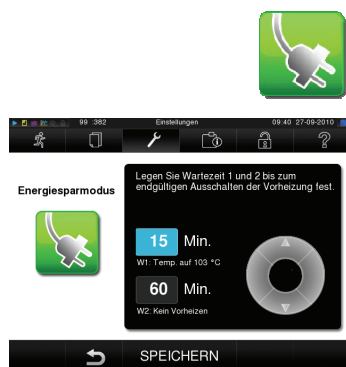 99 :382 Einstellungen 09:40 27-09-2010
Energiesparmodus
Legen Sie Wartezeit 1 und 2 bis zum
endgültigen Ausschalten der Vorheizung fest.
15 Min.
W1: Temp. auf 103 °C
60 Min.
W2: Kein Vorheizen
SPEICHERN